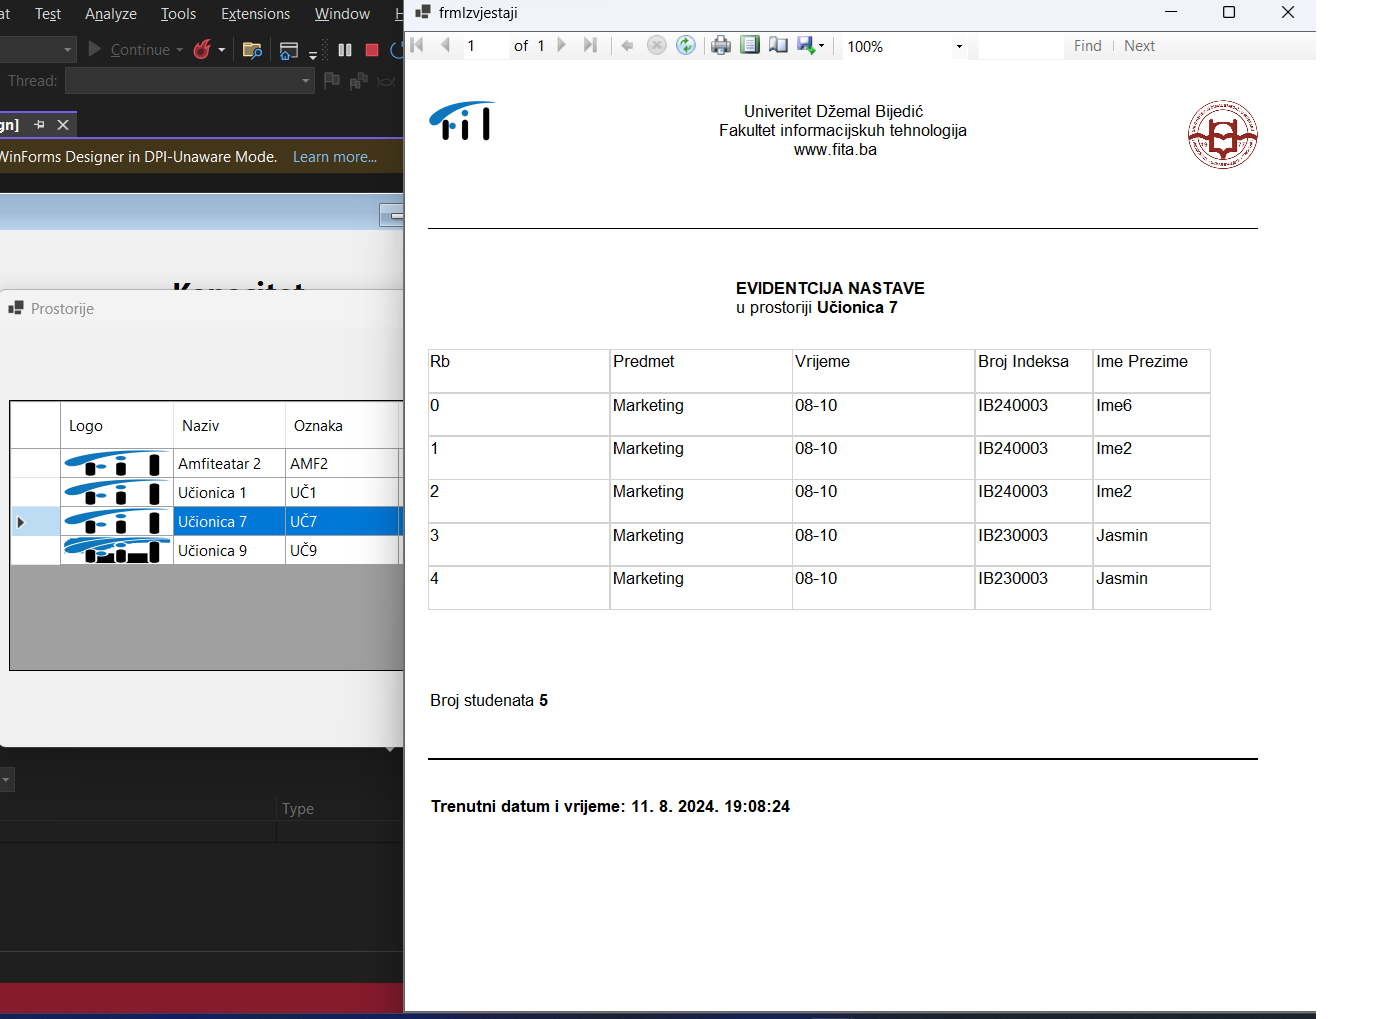 at Test Analyze Tools Extensions Window H
Continue
Thread:
gn]
WinForms Designer in DPI-Unaware Mode. Learn more...
Prostorije
Logo Naziv Oznaka
Amfiteatar 2 AMF2
Učionica 1 UČ1
Učionica 7 UČ7
Učionica 9 UČ9
Type
frmIzvjestaji
1 of 1 100% Find Next
Univeritet Džemal Bijedić
Fakultet informacijskuh tehnologija
www.fita.ba
EVIDENTCIJA NASTAVE
u prostoriji Učionica 7
Rb Predmet Vrijeme Broj Indeksa Ime Prezime
0 Marketing 08-10 IB240003 Ime6
1 Marketing 08-10 IB240003 Ime2
2 Marketing 08-10 IB240003 Ime2
3 Marketing 08-10 IB230003 Jasmin
4 Marketing 08-10 IB230003 Jasmin
Broj studenata 5
Trenutni datum i vrijeme: 11. 8. 2024. 19:08:24